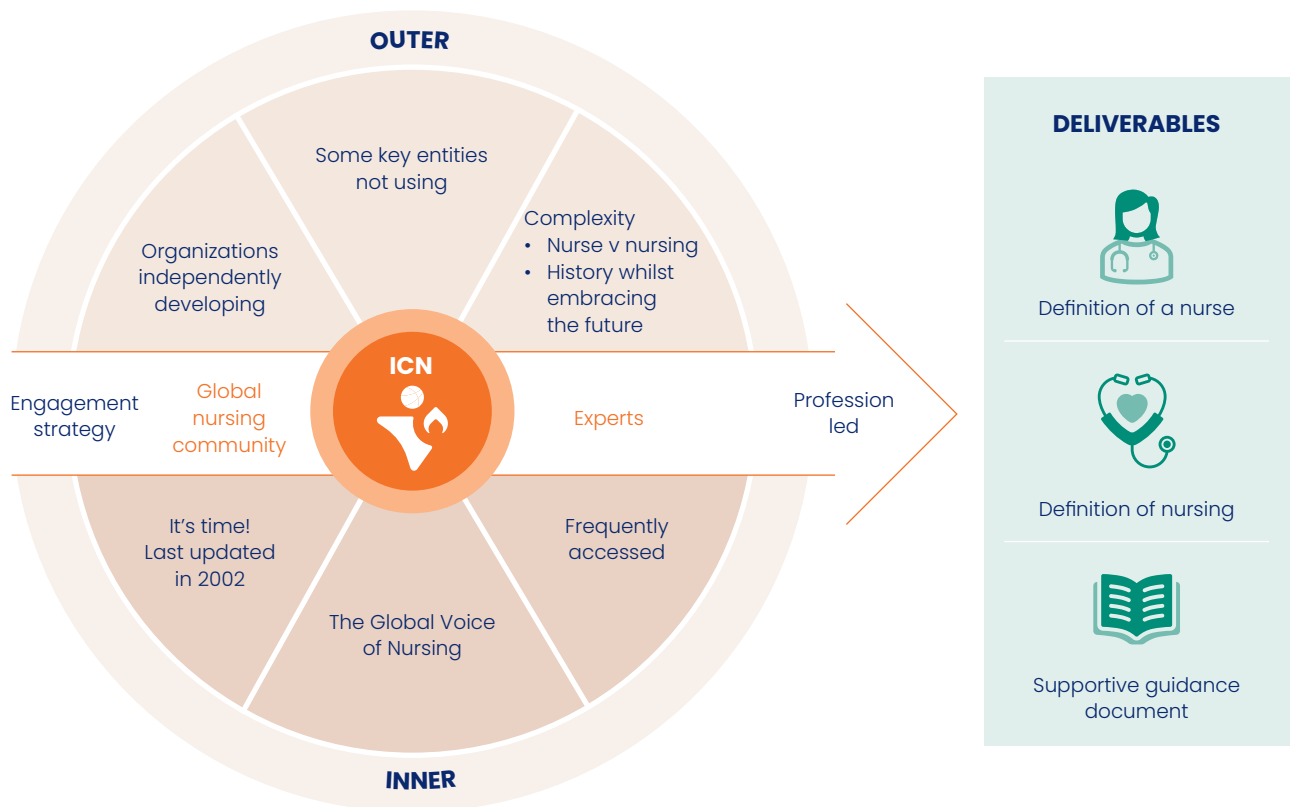 OUTER
Some key entities
not using
Organizations
independently
developing
Complexity
• Nurse v nursing
• History whilst
embracing
the future
ICN
Engagement
strategy
Global
nursing
community
Experts
Profession
led
It's time!
Last updated
in 2002
The Global Voice
of Nursing
Frequently
accessed
INNER
DELIVERABLES
Definition of a nurse
Definition of nursing
Supportive guidance
document